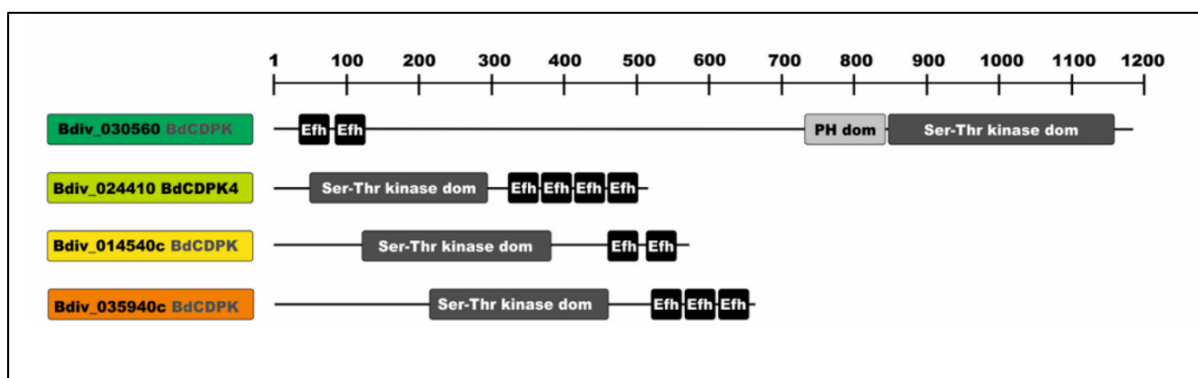 1 100 200 300 400 500 600 700 800 900 1000 1100 1200
Bdiv_030560 BdCDPK Efh Efh PH dom Ser-Thr kinase dom
Bdiv_024410 BdCDPK4 Ser-Thr kinase dom Efh Efh Efh Efh
Bdiv_014540c BdCDPK Ser-Thr kinase dom Efh Efh
Bdiv_035940c BdCDPK Ser-Thr kinase dom Efh Efh Efh